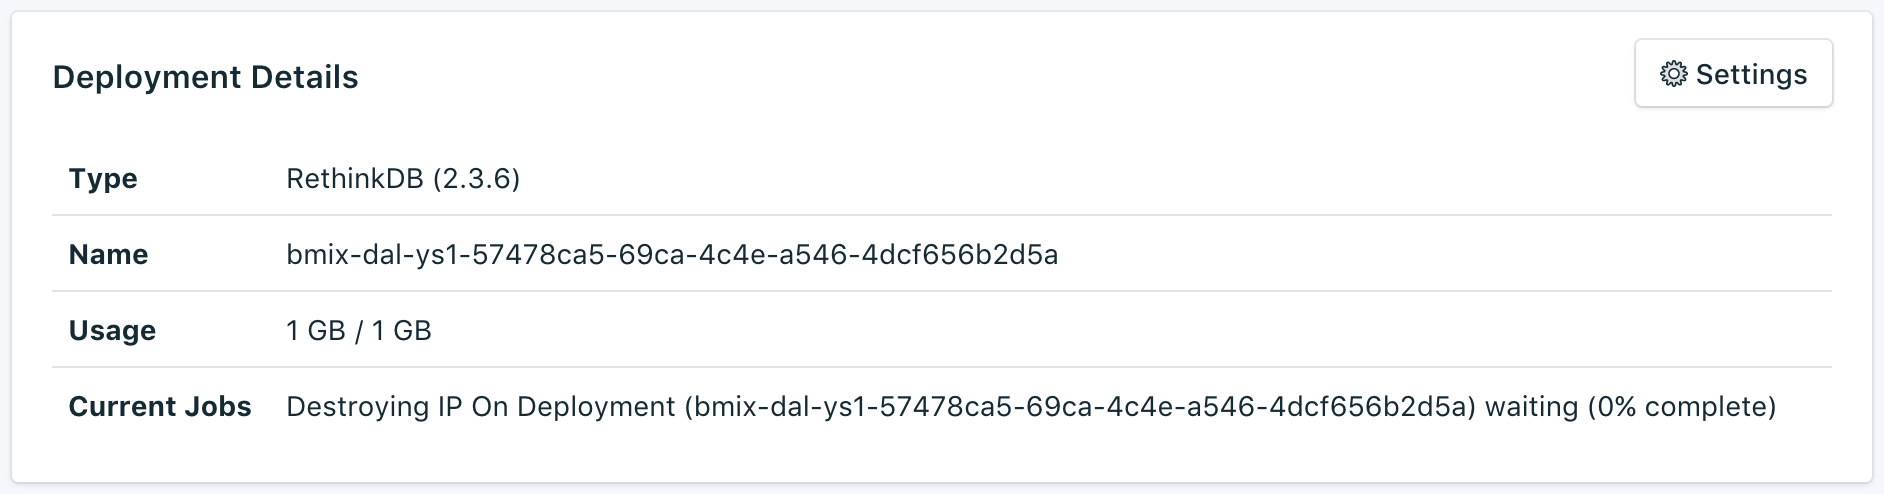 Deployment Details
Settings
Type RethinkDB (2.3.6)
Name bmix-dal-ys1-57478ca5-69ca-4c4e-a546-4dcf656b2d5a
Usage 1 GB / 1 GB
Current Jobs Destroying IP On Deployment (bmix-dal-ys1-57478ca5-69ca-4c4e-a546-4dcf656b2d5a) waiting (0% complete)